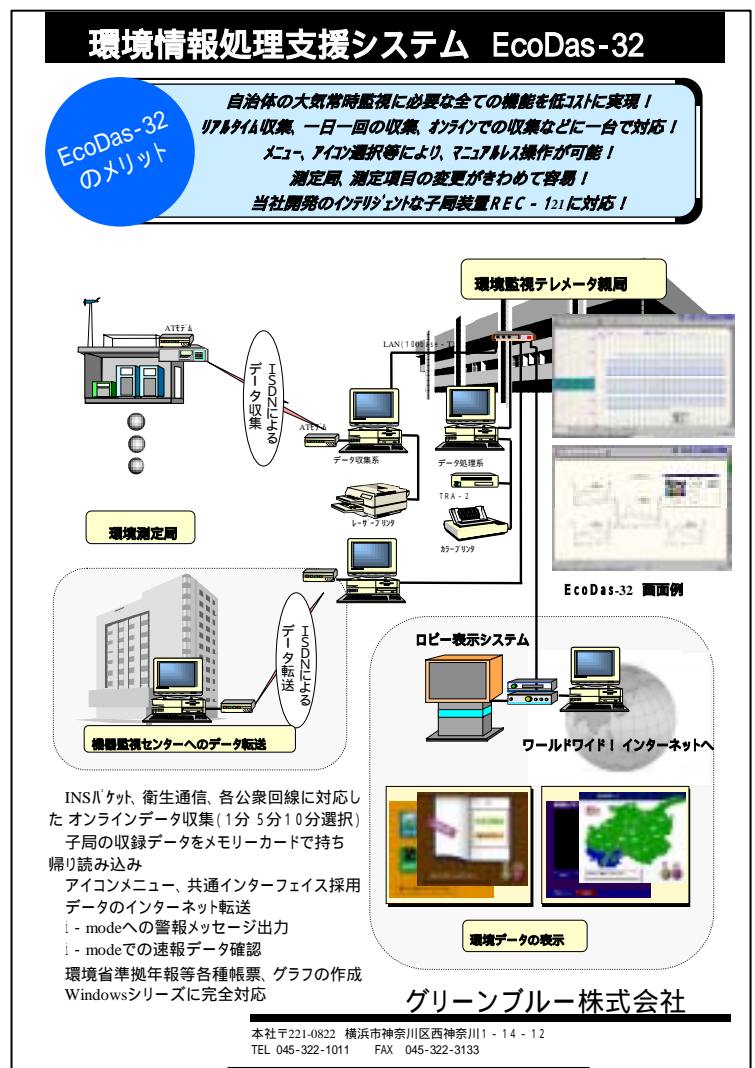 環境情報処理支援システム EcoDas-32
EcoDas-32
のメリット
自治体の大気常時監視に必要な全ての機能を低ｺｽﾄに実現！
ﾘｱﾙﾀｲﾑ収集、一日一回の収集、ｵﾝﾗｲﾝでの収集などに一台で対応！
ﾒﾆｭｰ、ｱｲｺﾝ選択等により、ﾏﾆｭｱﾙﾚｽ操作が可能！
測定局、測定項目の変更がきわめて容易！
当社開発のｲﾝﾃﾘｼﾞｪﾝﾄな子局装置REC-121に対応！
環境監視テレメータ親局
ATﾓﾃﾞﾑ
LAN(100base-T)
ISDNによる
データ収集
ATﾓﾃﾞﾑ
データ収集系
データ処理系
TRA-2
ﾚｰｻﾞｰﾌﾟﾘﾝﾀ
ｶﾗｰﾌﾟﾘﾝﾀ
環境測定局
EcoDas-32 画面例
ISDNによる
データ転送
機器監視センターへのデータ転送
ロビー表示システム
ワールドワイド！インターネットへ
INSﾊﾟｹｯﾄ、衛生通信、各公衆回線に対応し
た オンラインデータ収集(1分 5分10分選択)
子局の収録データをメモリーカードで持ち
帰り読み込み
アイコンメニュー、共通インターフェイス採用
データのインターネット転送
i-modeへの警報メッセージ出力
i-modeでの速報データ確認
環境省準拠年報等各種帳票、グラフの作成
Windowsシリーズに完全対応
環境データの表示
グリーンブルー株式会社
本社〒221-0822 横浜市神奈川区西神奈川1-14-12
TEL 045-322-1011 FAX 045-322-3133